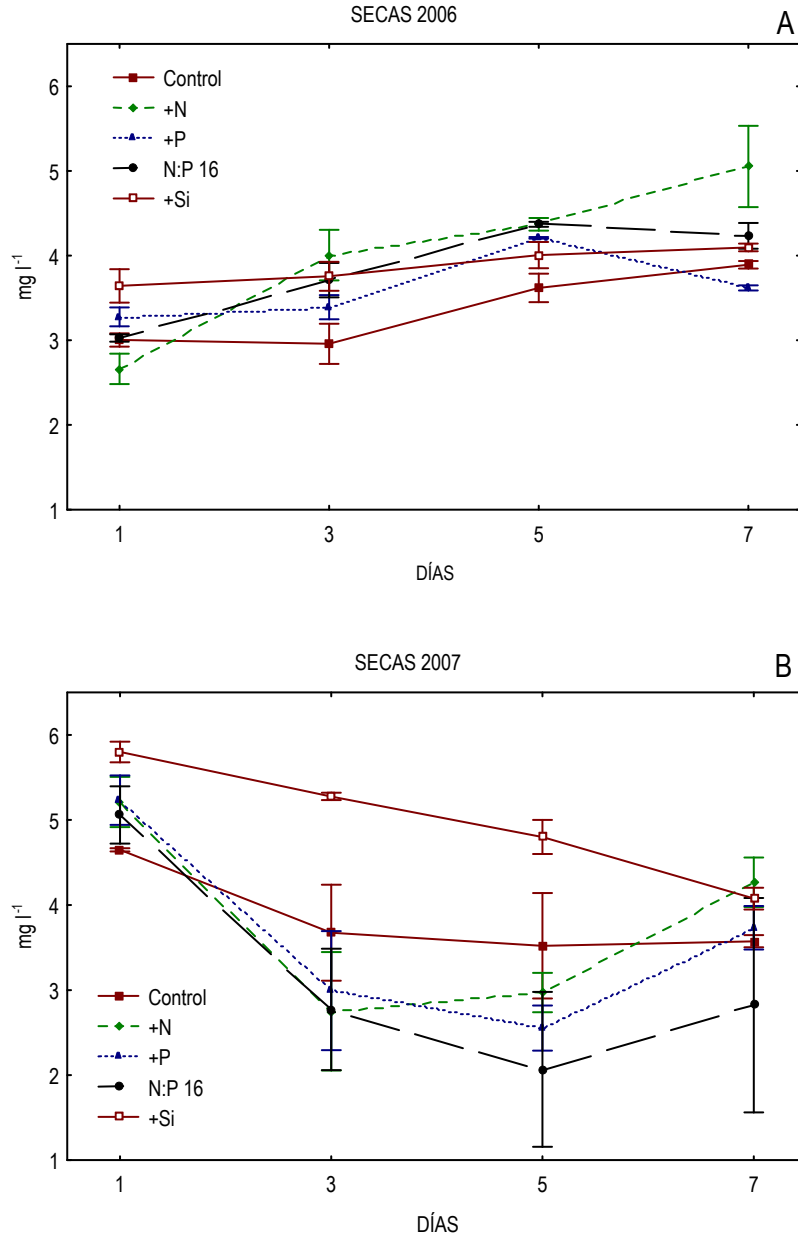 SECAS 2006
A
6
5
4
3
2
1
mg l-1
Control
+N
+P
N:P 16
+Si
1 3 5 7
DÍAS
SECAS 2007
B
6
5
4
3
2
1
mg l-1
Control
+N
+P
N:P 16
+Si
1 3 5 7
DÍAS